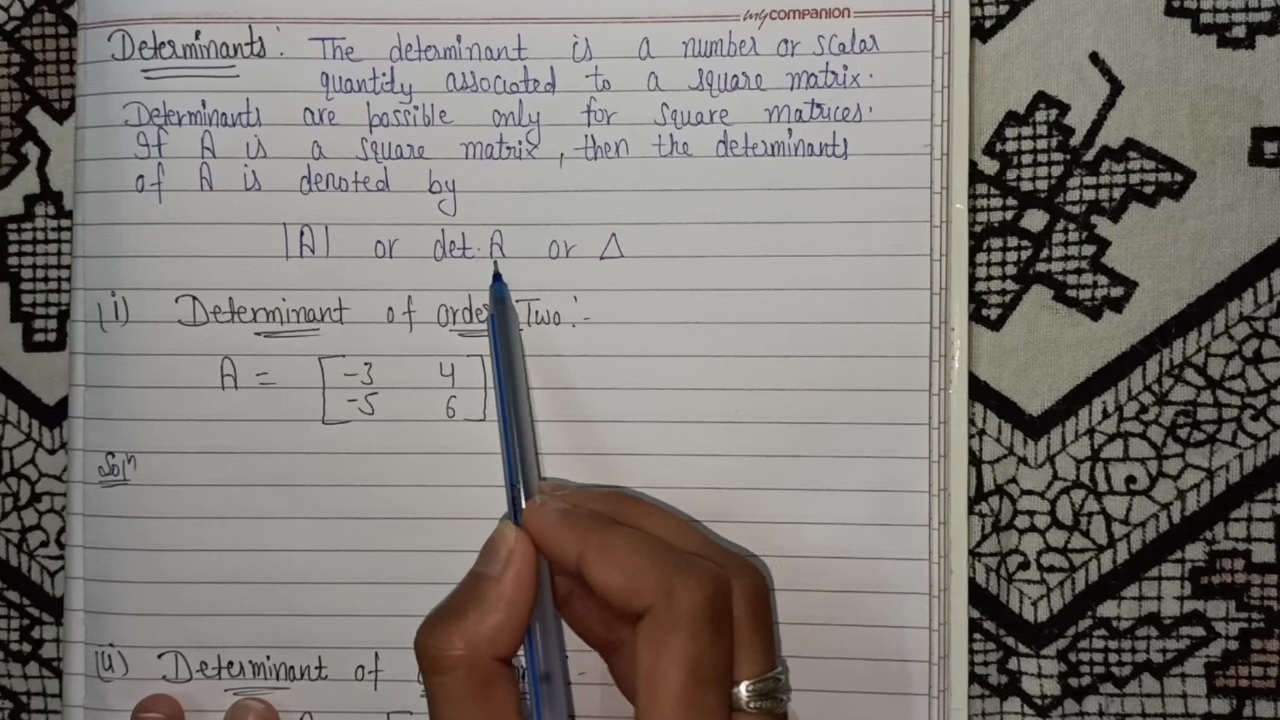 my companion
Determinants: The determinant is a number or scalar
quantity associated to a square matrix.
Determinants are possible only for square matrices.
If A is a square matrix, then the determinants
of A is denoted by
|A| or det. A or Δ
(i) Determinant of order Two:-
A = [ -3 4
-5 6 ]
Solⁿ
(ii) Determinant of